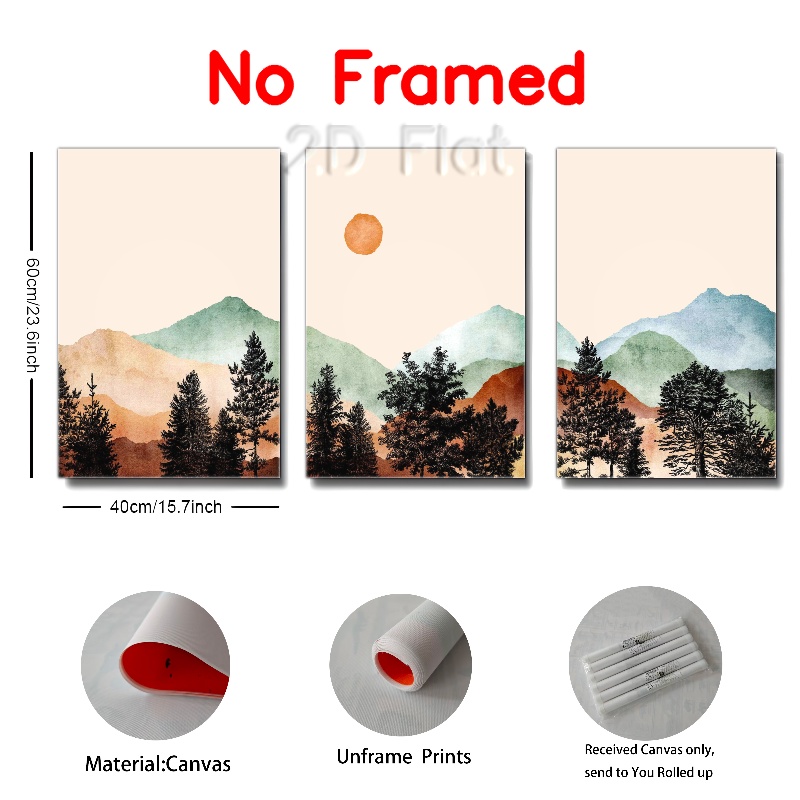 No Framed
2D Flat
60cm/23.6inch
40cm/15.7inch
Material:Canvas
Unframe Prints
Received Canvas only,
send to You Rolled up